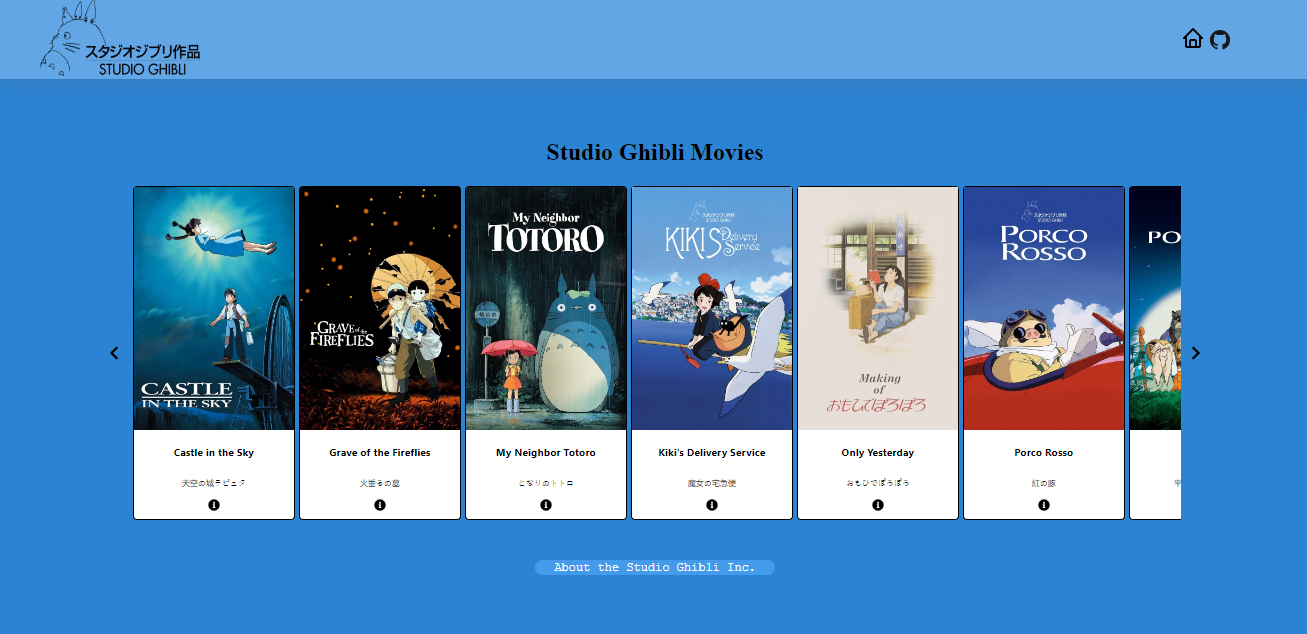 スタジオジブリ作品
STUDIO GHIBLI
Studio Ghibli Movies
CASTLE
IN THE SKY
GRAVE of the
FIREFLIES
My Neighbor
TOTORO
スタジオジブリ作品
STUDIO GHIBLI
KIKI'S Delivery
Service
Making
of
おもひでぽろぽろ
スタジオジブリ作品
STUDIO GHIBLI
PORCO
ROSSO
PO
Castle in the Sky
Grave of the Fireflies
My Neighbor Totoro
Kiki's Delivery Service
Only Yesterday
Porco Rosso
天空の城ラピュタ
火垂るの墓
となりのトトロ
魔女の宅急便
おもひでぽろぽろ
紅の豚
About the Studio Ghibli Inc.